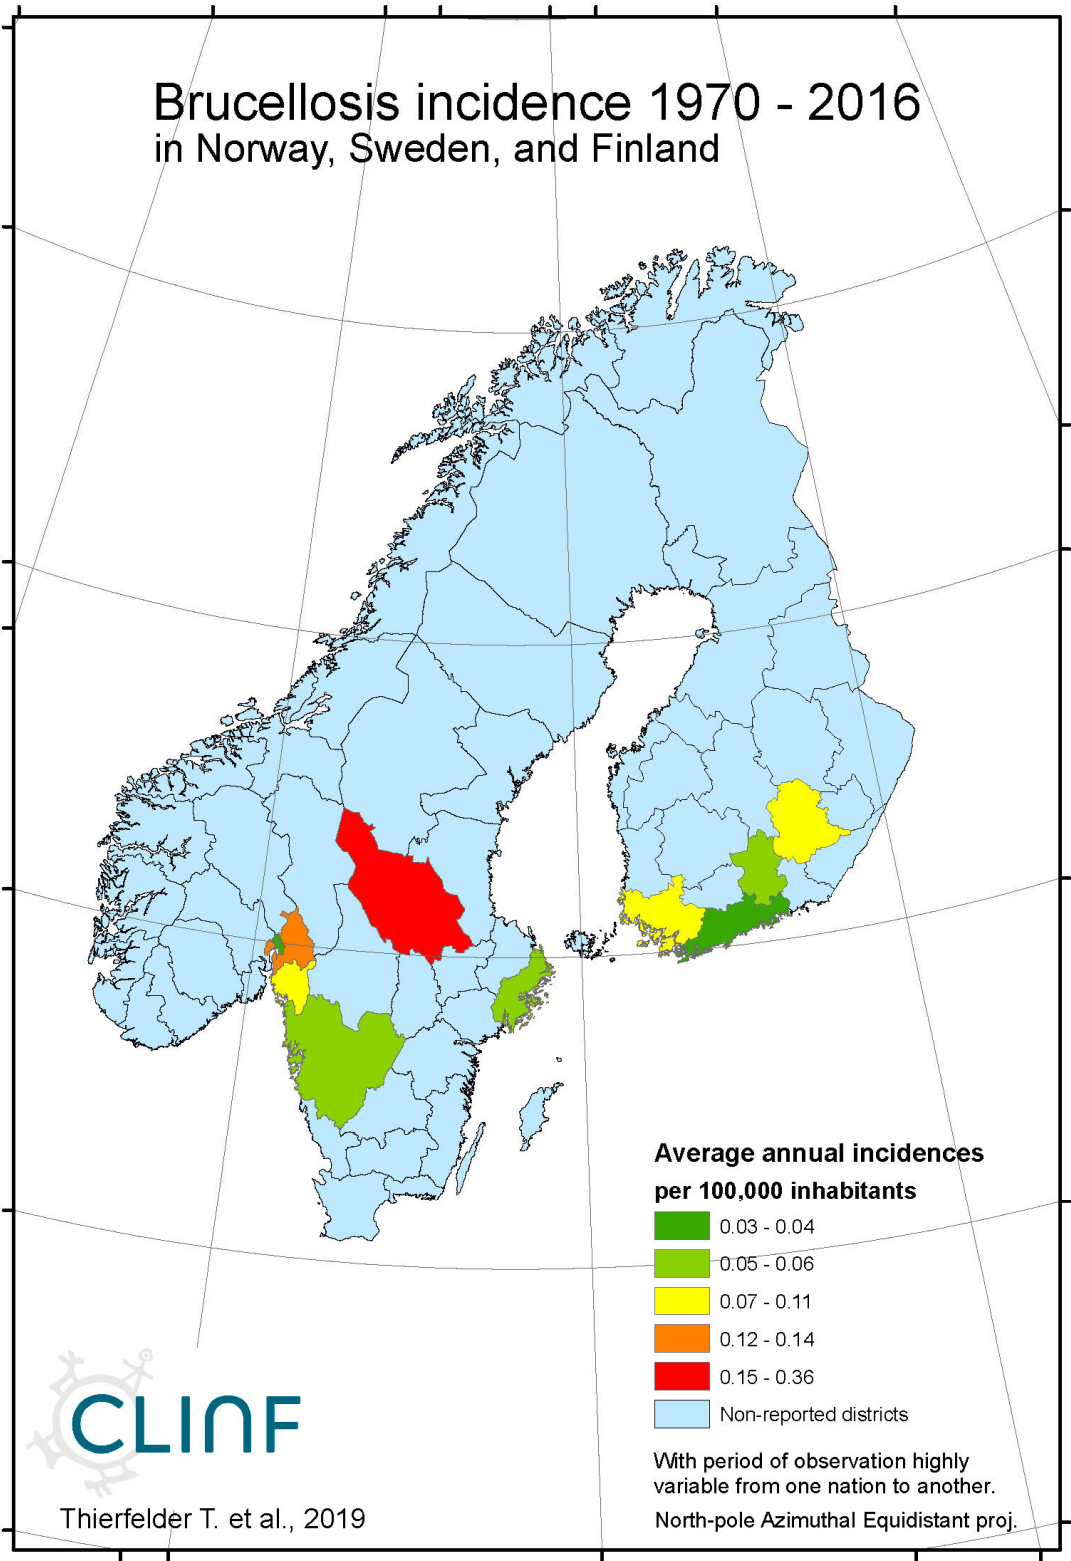 Brucellosis incidence 1970 - 2016
in Norway, Sweden, and Finland
Average annual incidences
per 100,000 inhabitants
0.03 - 0.04
0.05 - 0.06
0.07 - 0.11
0.12 - 0.14
0.15 - 0.36
Non-reported districts
With period of observation highly
variable from one nation to another.
North-pole Azimuthal Equidistant proj.
CLINF
Thierfelder T. et al., 2019